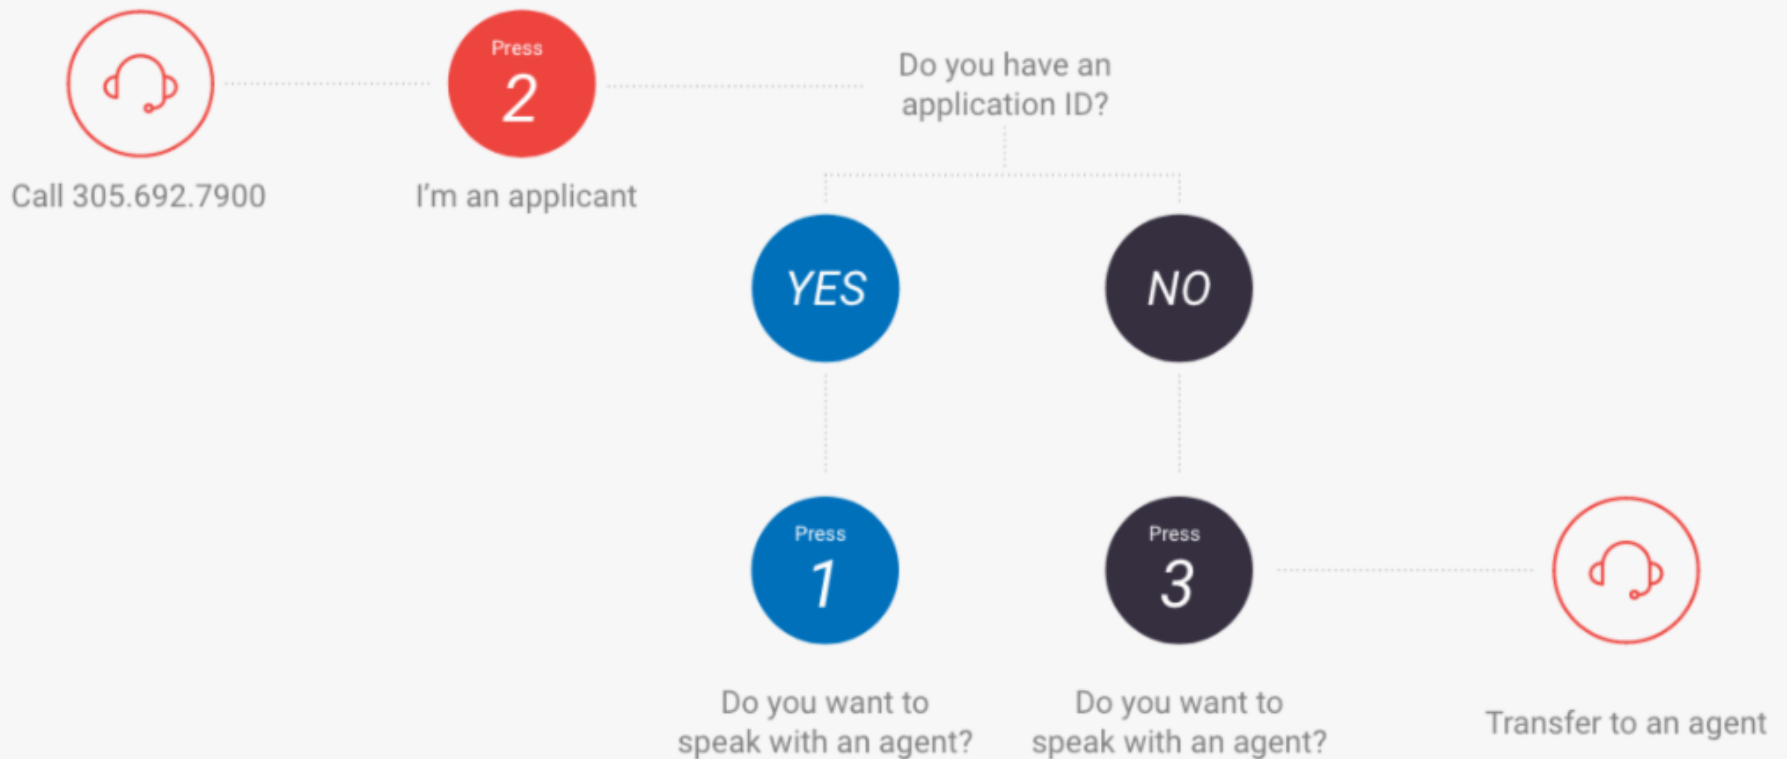 Press
2
Call 305.692.7900
I'm an applicant
Do you have an
application ID?
YES
NO
Press
1
Press
3
Do you want to
speak with an agent?
Do you want to
speak with an agent?
Transfer to an agent